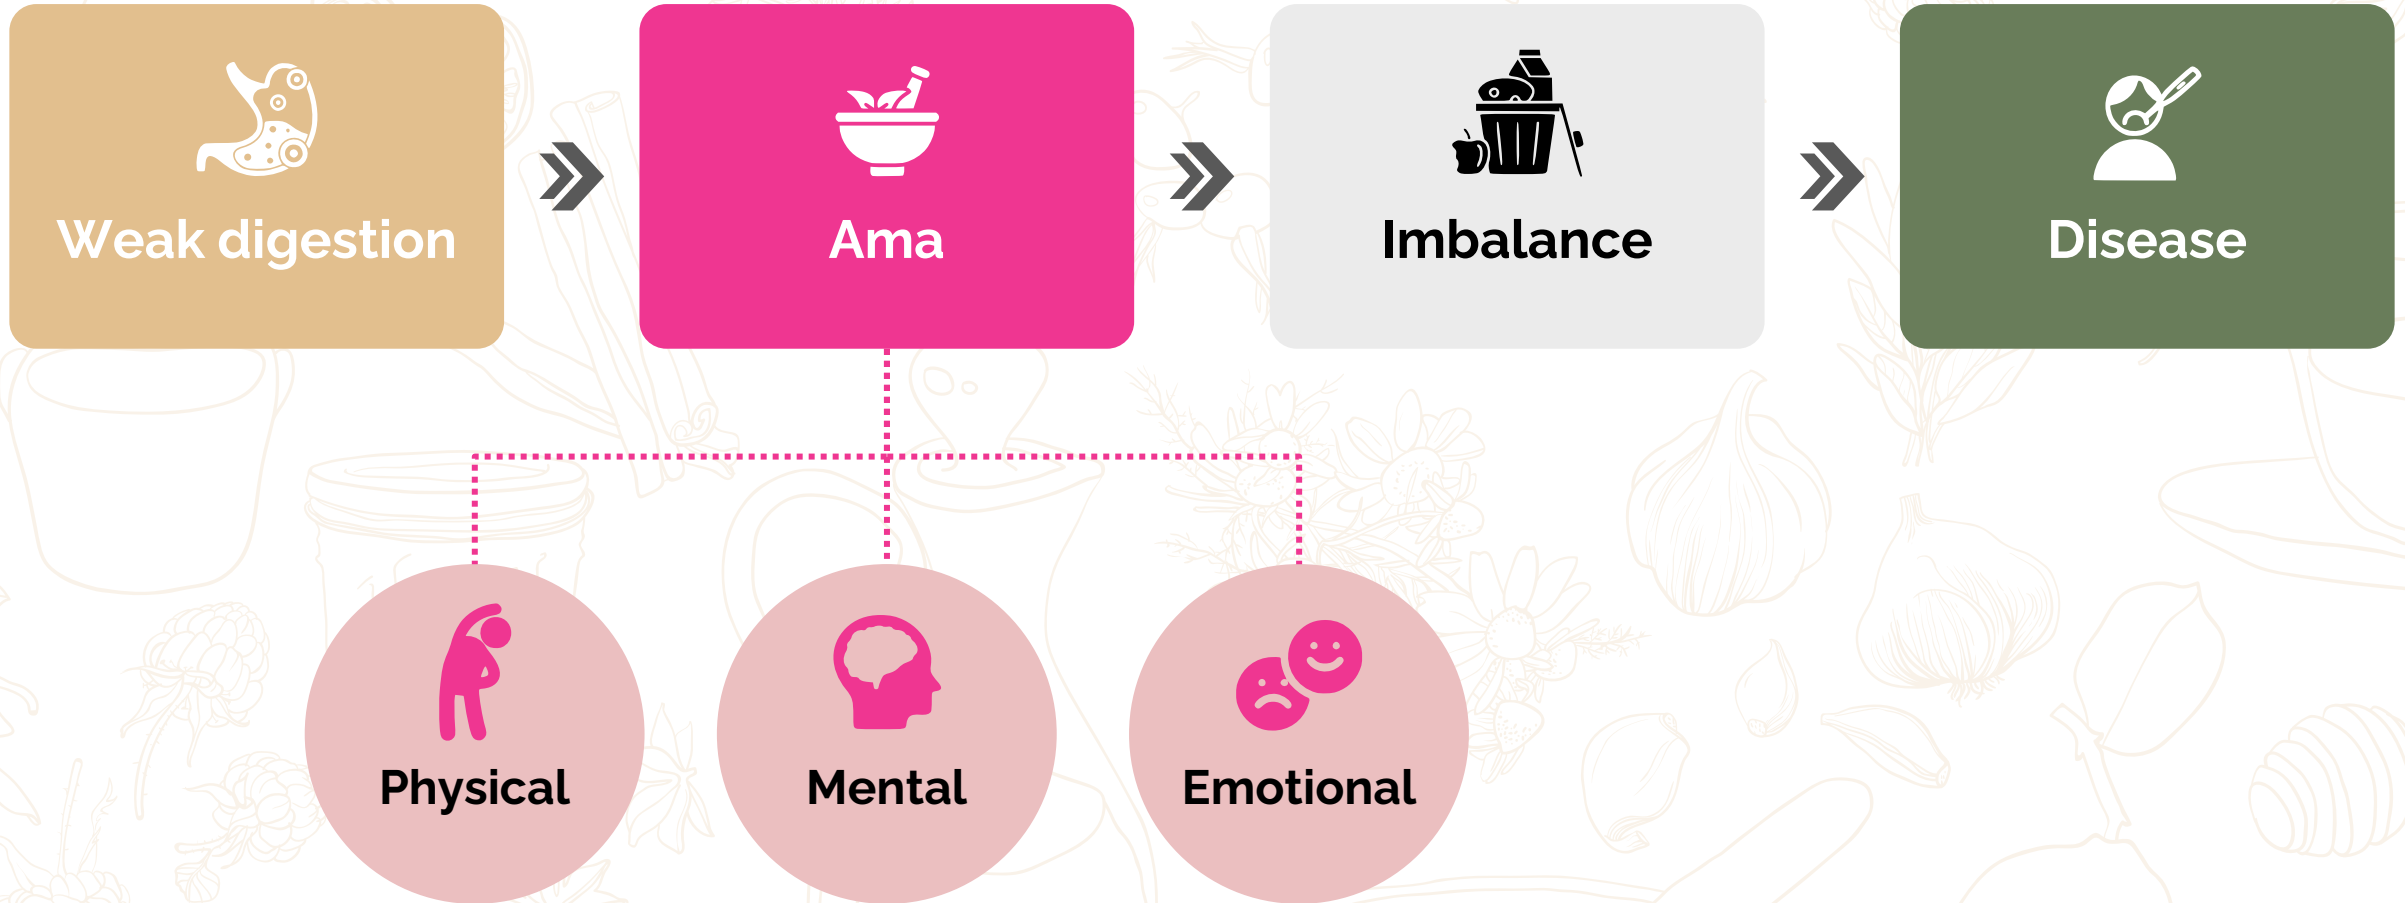 Weak digestion
Ama
Imbalance
Disease
Physical
Mental
Emotional